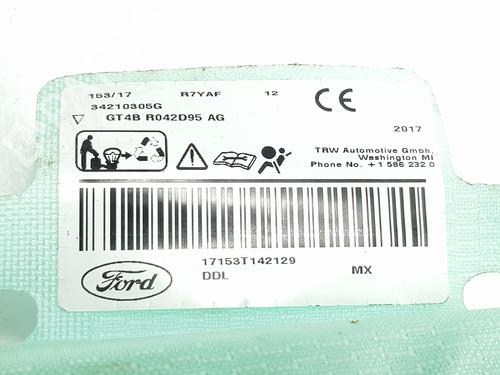 153/17 R7YAF 12
34210305G
GT4B R042D95 AG
CE
2017
TRW Automotive Gmbh,
Washington MI
Phone No. +1 586 232 0
17153T142129
DDL MX
Ford